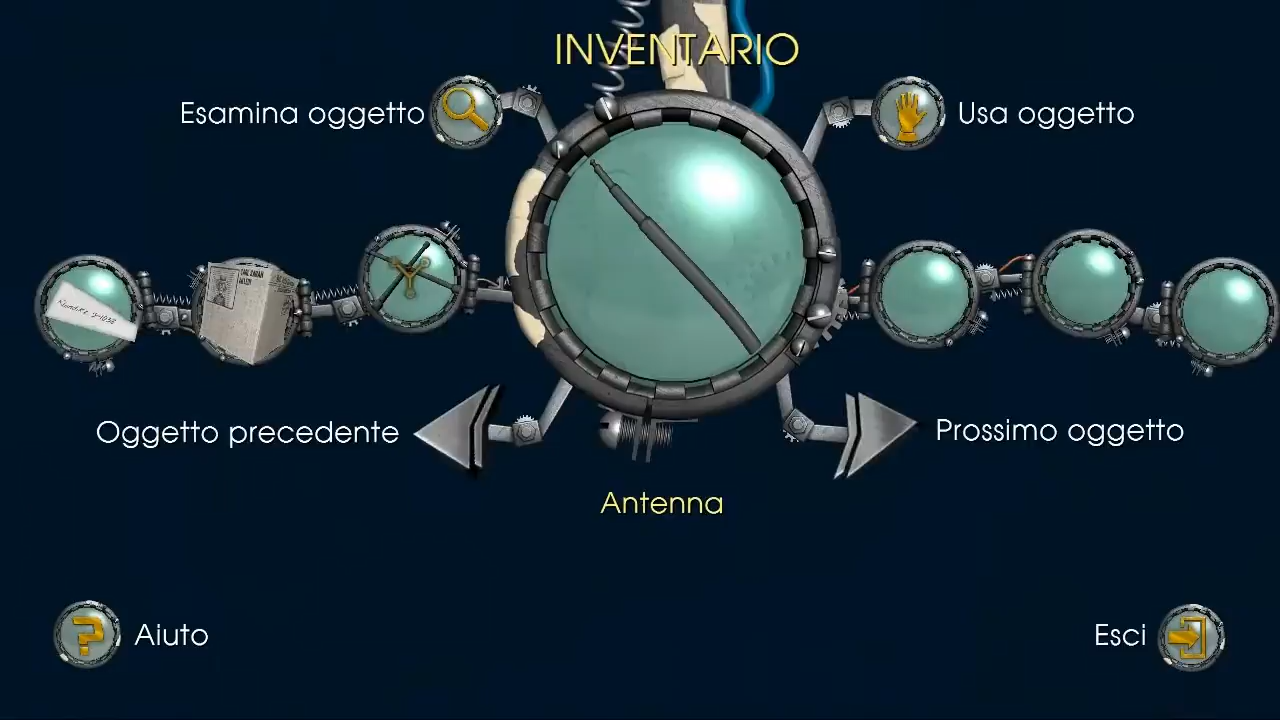 INVENTARIO
Esamina oggetto
Usa oggetto
Oggetto precedente
Prossimo oggetto
Antenna
Aiuto
Esci